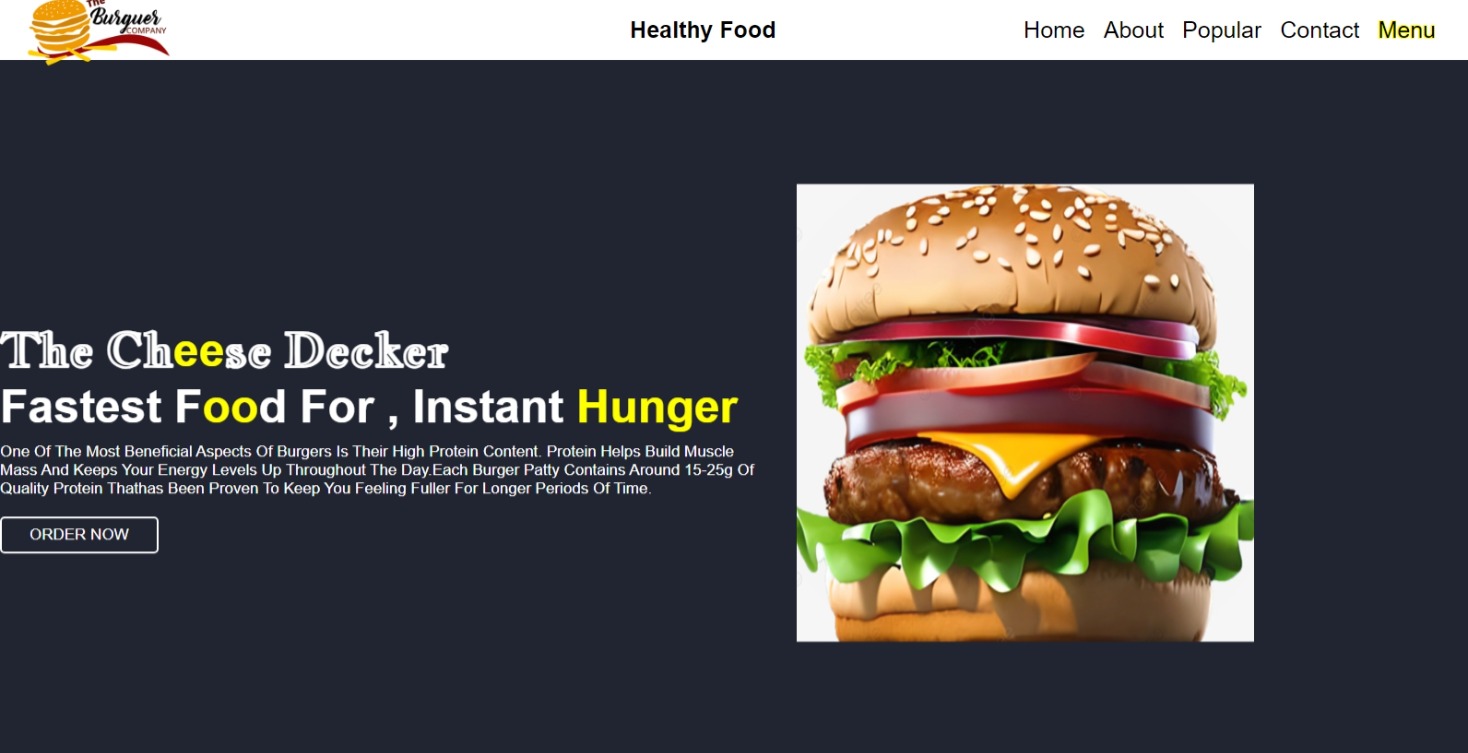 The
Burguer
COMPANY
Healthy Food
Home About Popular Contact Menu
The Cheese Decker
Fastest Food For , Instant Hunger
One Of The Most Beneficial Aspects Of Burgers Is Their High Protein Content. Protein Helps Build Muscle
Mass And Keeps Your Energy Levels Up Throughout The Day.Each Burger Patty Contains Around 15-25g Of
Quality Protein Thathas Been Proven To Keep You Feeling Fuller For Longer Periods Of Time.
ORDER NOW